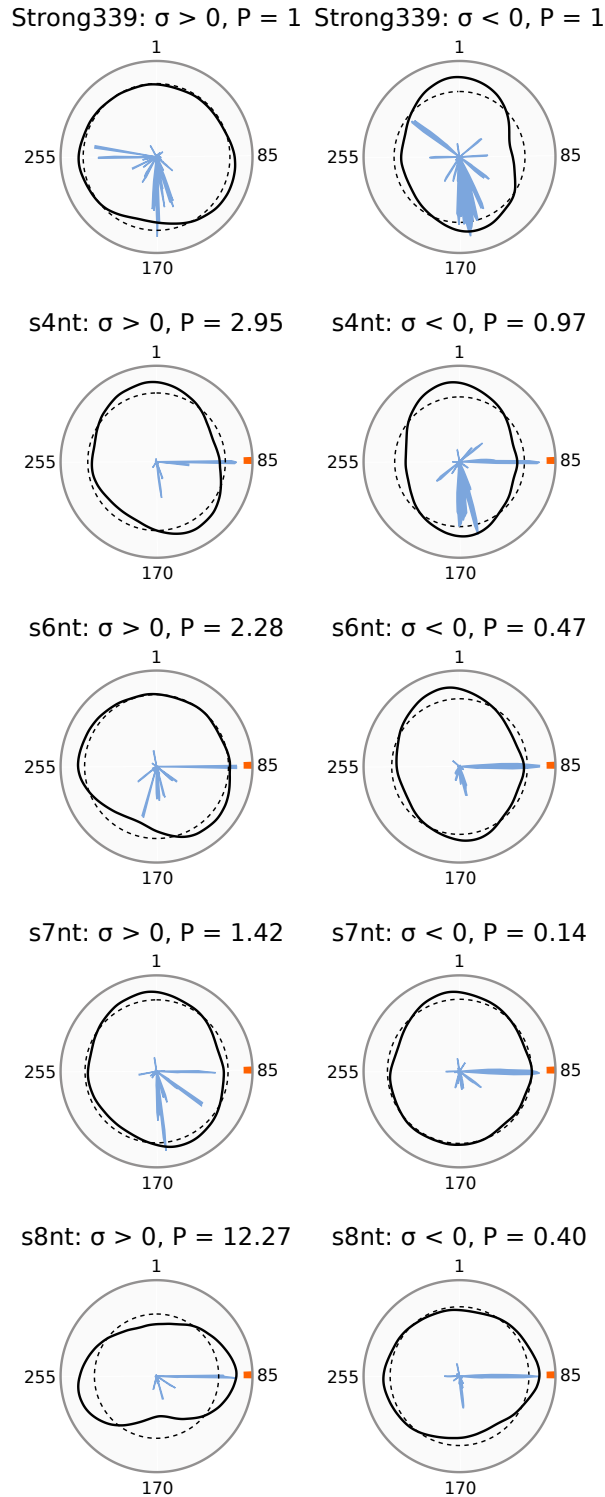 Strong339: σ > 0, P = 1 Strong339: σ < 0, P = 1
1 1
255 85 255 85
170 170
s4nt: σ > 0, P = 2.95 s4nt: σ < 0, P = 0.97
1 1
255 85 255 85
170 170
s6nt: σ > 0, P = 2.28 s6nt: σ < 0, P = 0.47
1 1
255 85 255 85
170 170
s7nt: σ > 0, P = 1.42 s7nt: σ < 0, P = 0.14
1 1
255 85 255 85
170 170
s8nt: σ > 0, P = 12.27 s8nt: σ < 0, P = 0.40
1 1
255 85 255 85
170 170